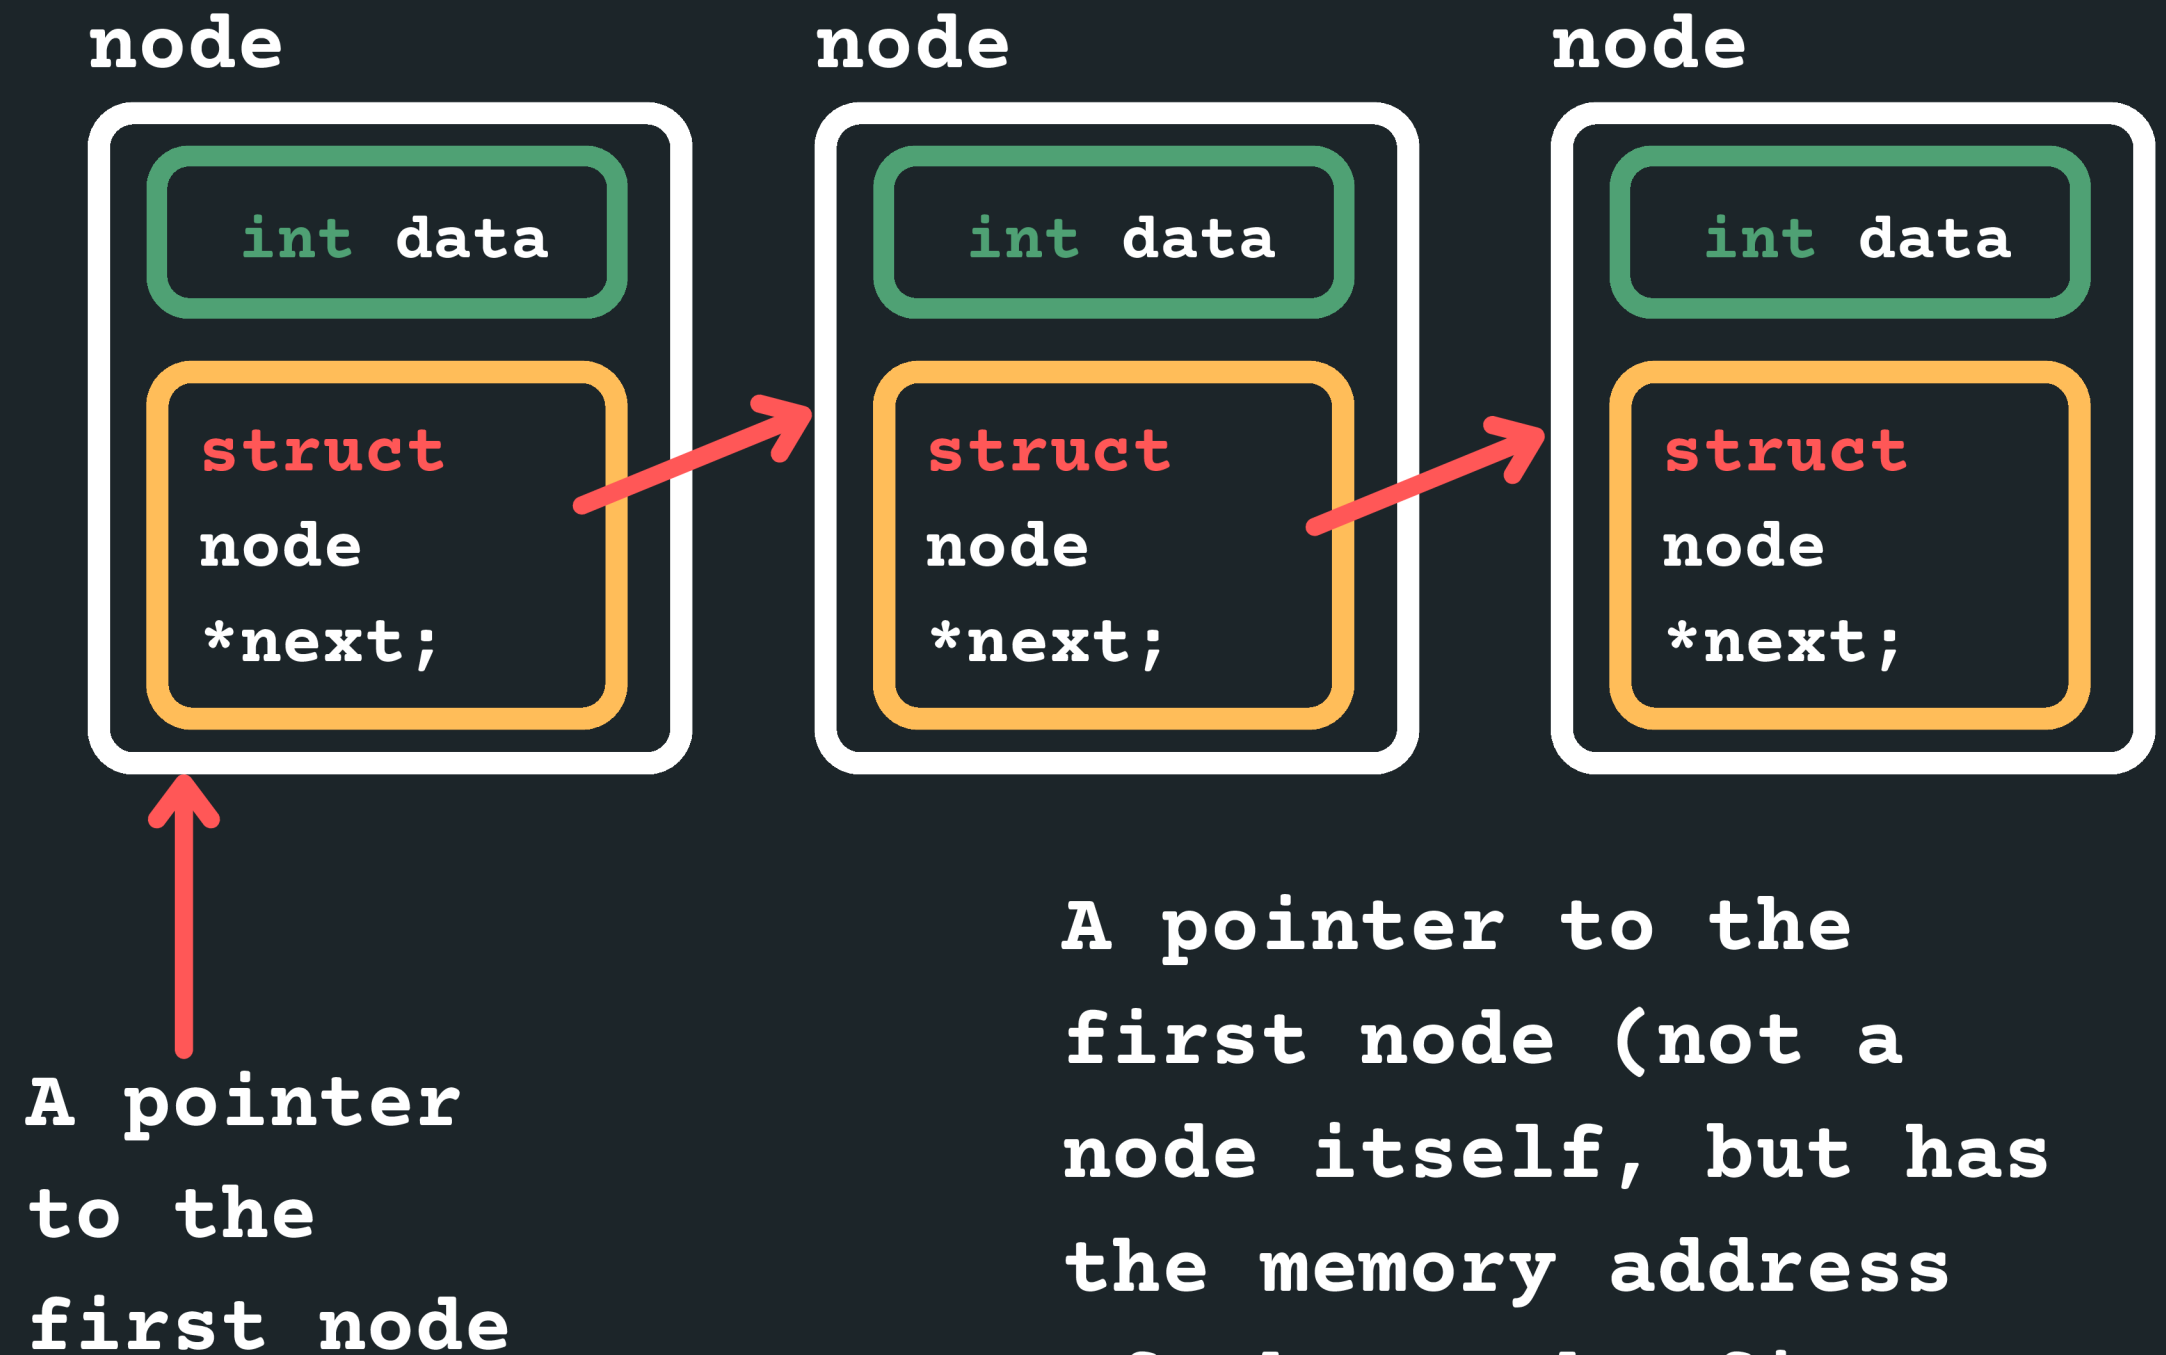 node
int data
struct
node
*next;
node
int data
struct
node
*next;
node
int data
struct
node
*next;
A pointer
to the
first node
A pointer to the
first node (not a
node itself, but has
the memory address